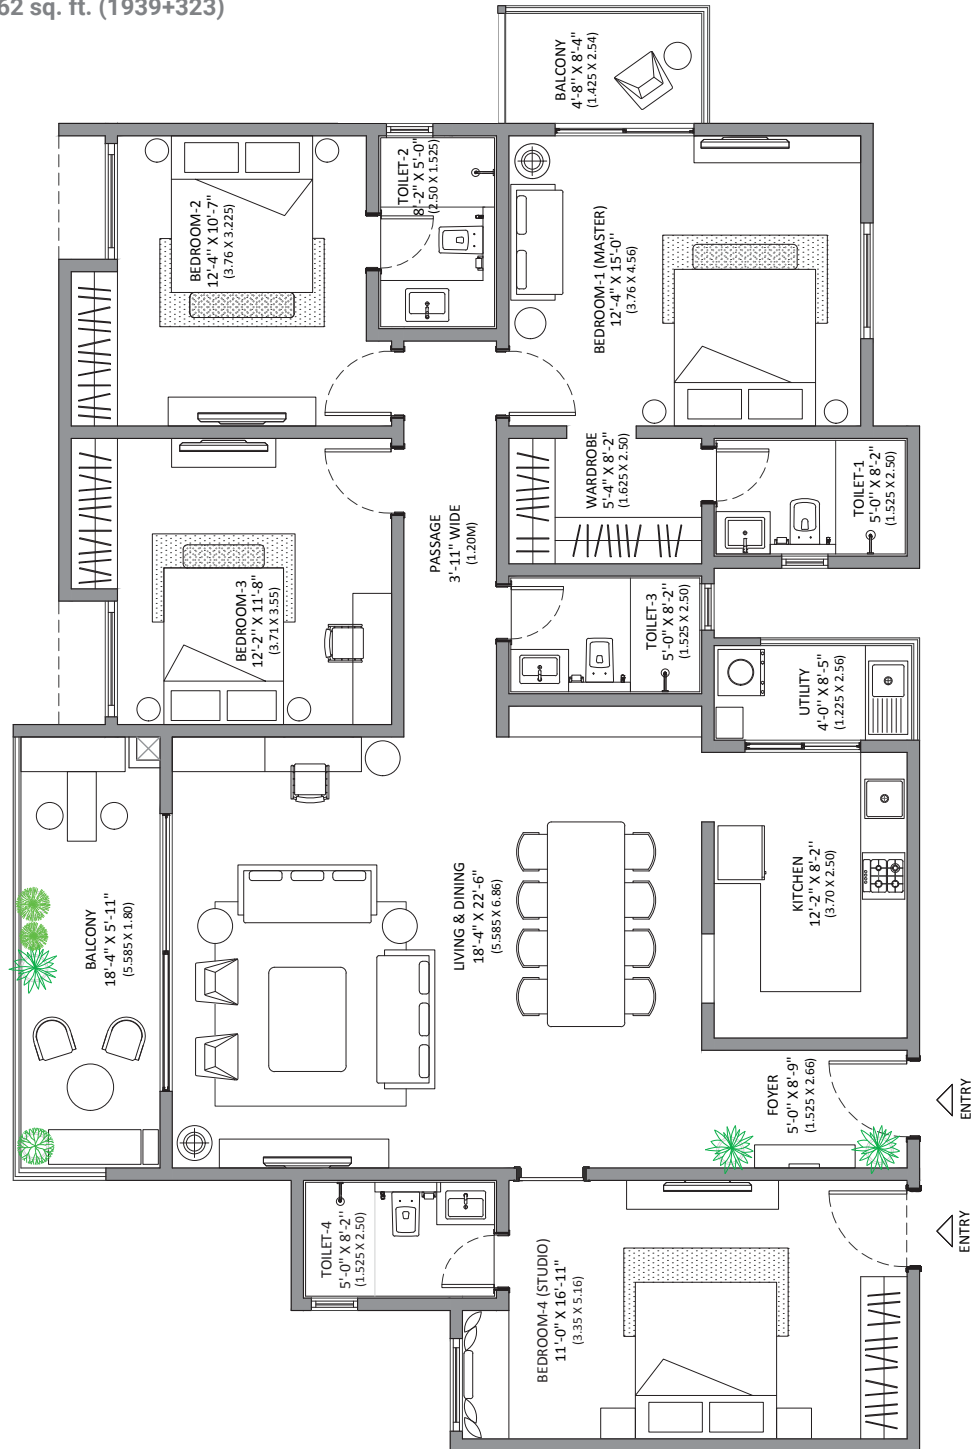 62 sq. ft. (1939+323)
BALCONY
4'-8" X 8'-4"
(1.425 X 2.54)
BEDROOM-2
12'-4" X 10'-7"
(3.76 X 3.225)
TOILET-2
8'-2" X 5'-0"
(2.50 X 1.525)
BEDROOM-1 (MASTER)
12'-4" X 15'-0"
(3.76 X 4.56)
WARDROBE
5'-4" X 8'-2"
(1.625 X 2.50)
TOILET-1
5'-0" X 8'-2"
(1.525 X 2.50)
PASSAGE
3'-11" WIDE
(1.20M)
BEDROOM-3
12'-2" X 11'-8"
(3.71 X 3.55)
TOILET-3
5'-0" X 8'-2"
(1.525 X 2.50)
UTILITY
4'-0" X 8'-5"
(1.225 X 2.56)
BALCONY
18'-4" X 5'-11"
(5.585 X 1.80)
LIVING & DINING
18'-4" X 22'-6"
(5.585 X 6.86)
KITCHEN
12'-2" X 8'-2"
(3.70 X 2.50)
FOYER
5'-0" X 8'-9"
(1.525 X 2.66)
ENTRY
TOILET-4
5'-0" X 8'-2"
(1.525 X 2.50)
BEDROOM-4 (STUDIO)
11'-0" X 16'-11"
(3.35 X 5.16)
ENTRY